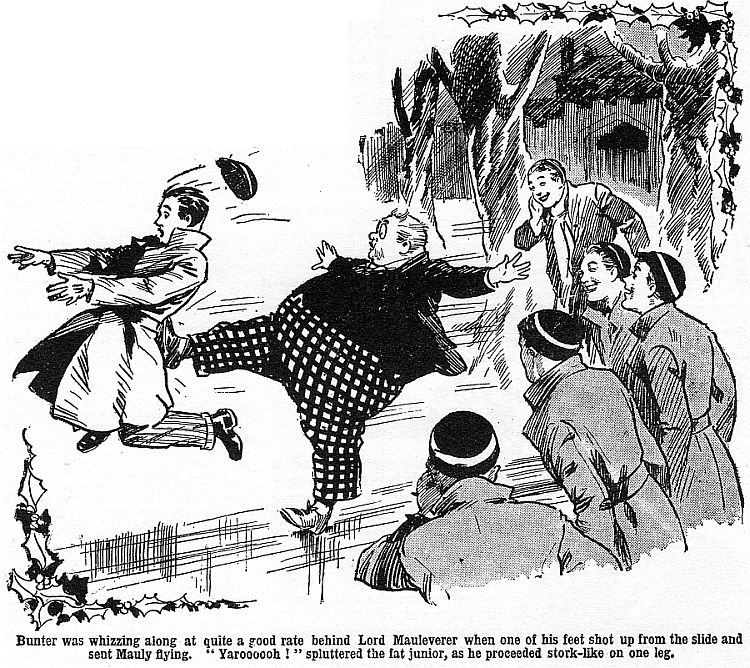 Bunter was whizzing along at quite a good rate behind Lord Mauleverer when one of his feet shot up from the slide and
sent Mauly flying. "Yaroooooh!" spluttered the fat junior, as he proceeded stork-like on one leg.